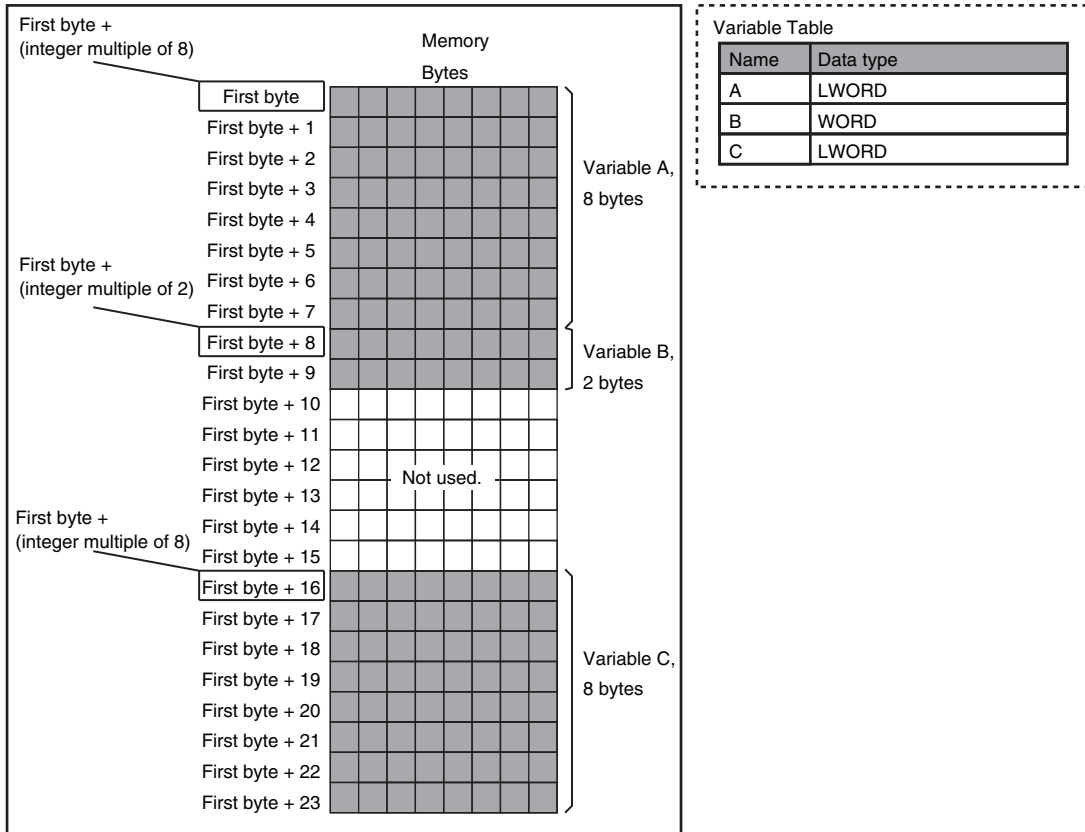 First byte +
(integer multiple of 8)
Memory
Bytes
First byte
First byte + 1
First byte + 2
First byte + 3
First byte + 4
First byte + 5
First byte + 6
First byte + 7
Variable A,
8 bytes
First byte +
(integer multiple of 2)
First byte + 8
First byte + 9
Variable B,
2 bytes
First byte + 10
First byte + 11
First byte + 12
First byte + 13
First byte + 14
First byte + 15
Not used.
First byte +
(integer multiple of 8)
First byte + 16
First byte + 17
First byte + 18
First byte + 19
First byte + 20
First byte + 21
First byte + 22
First byte + 23
Variable C,
8 bytes
Variable Table
Name Data type
A LWORD
B WORD
C LWORD